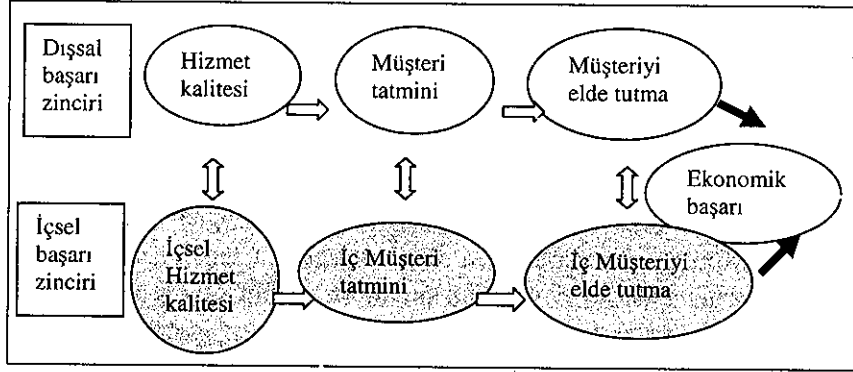 Dışsal
başarı
zinciri
Hizmet
kalitesi
Müşteri
tatmini
Müşteriyi
elde tutma
Ekonomik
başarı
İçsel
başarı
zinciri
İçsel
Hizmet
kalitesi
İç Müşteri
tatmini
İç Müşteriyi
elde tutma